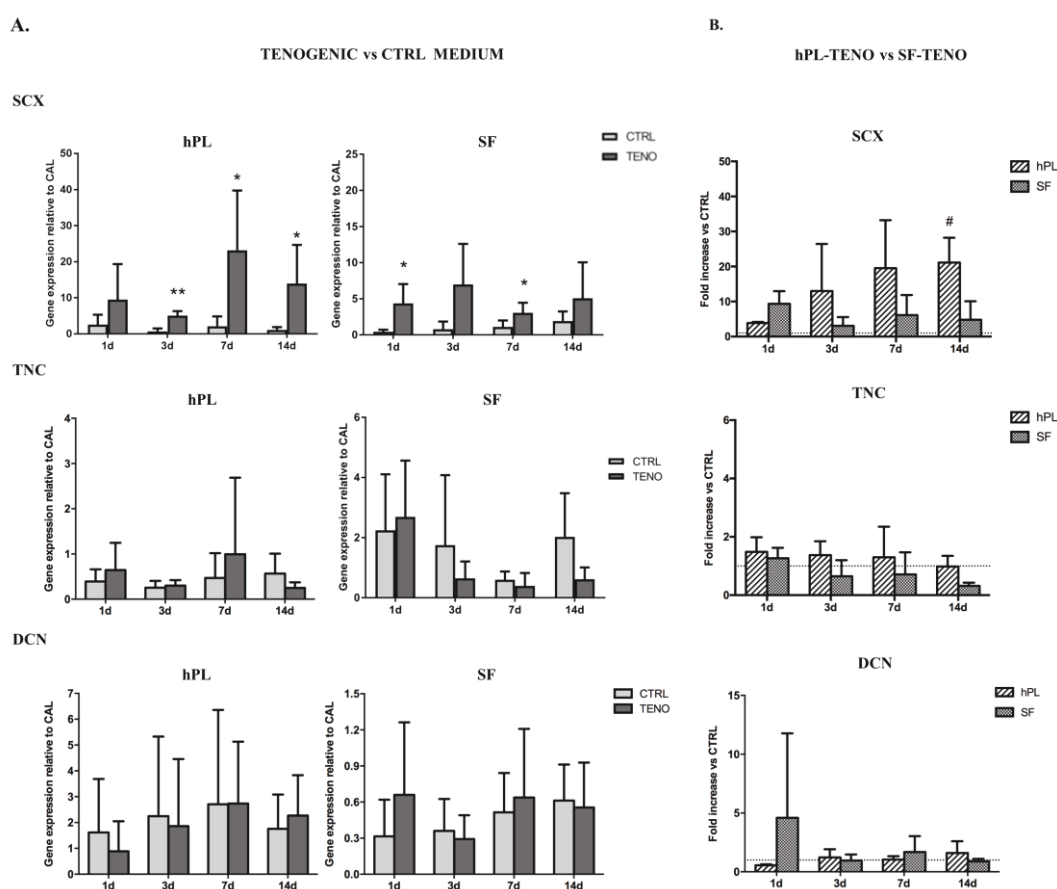 A.
TENOGENIC vs CTRL MEDIUM
SCX
hPL
Gene expression relative to CAL
50
40
30
20
10
0
*
**
*
*
1d 3d 7d 14d
SF
Gene expression relative to CAL
25
20
15
10
5
0
*
*
1d 3d 7d 14d
CTRL
TENO
TNC
hPL
Gene expression relative to CAL
4
3
2
1
0
1d 3d 7d 14d
SF
Gene expression relative to CAL
6
4
2
0
1d 3d 7d 14d
CTRL
TENO
DCN
hPL
Gene expression relative to CAL
7
6
5
4
3
2
1
0
1d 3d 7d 14d
SF
Gene expression relative to CAL
1.5
1.2
0.9
0.6
0.3
0.0
1d 3d 7d 14d
CTRL
TENO
B.
hPL-TENO vs SF-TENO
SCX
Fold increase vs CTRL
50
40
30
20
10
0
#
1d 3d 7d 14d
hPL
SF
TNC
Fold increase vs CTRL
6
4
2
0
1d 3d 7d 14d
hPL
SF
DCN
Fold increase vs CTRL
15
10
5
0
1d 3d 7d 14d
hPL
SF